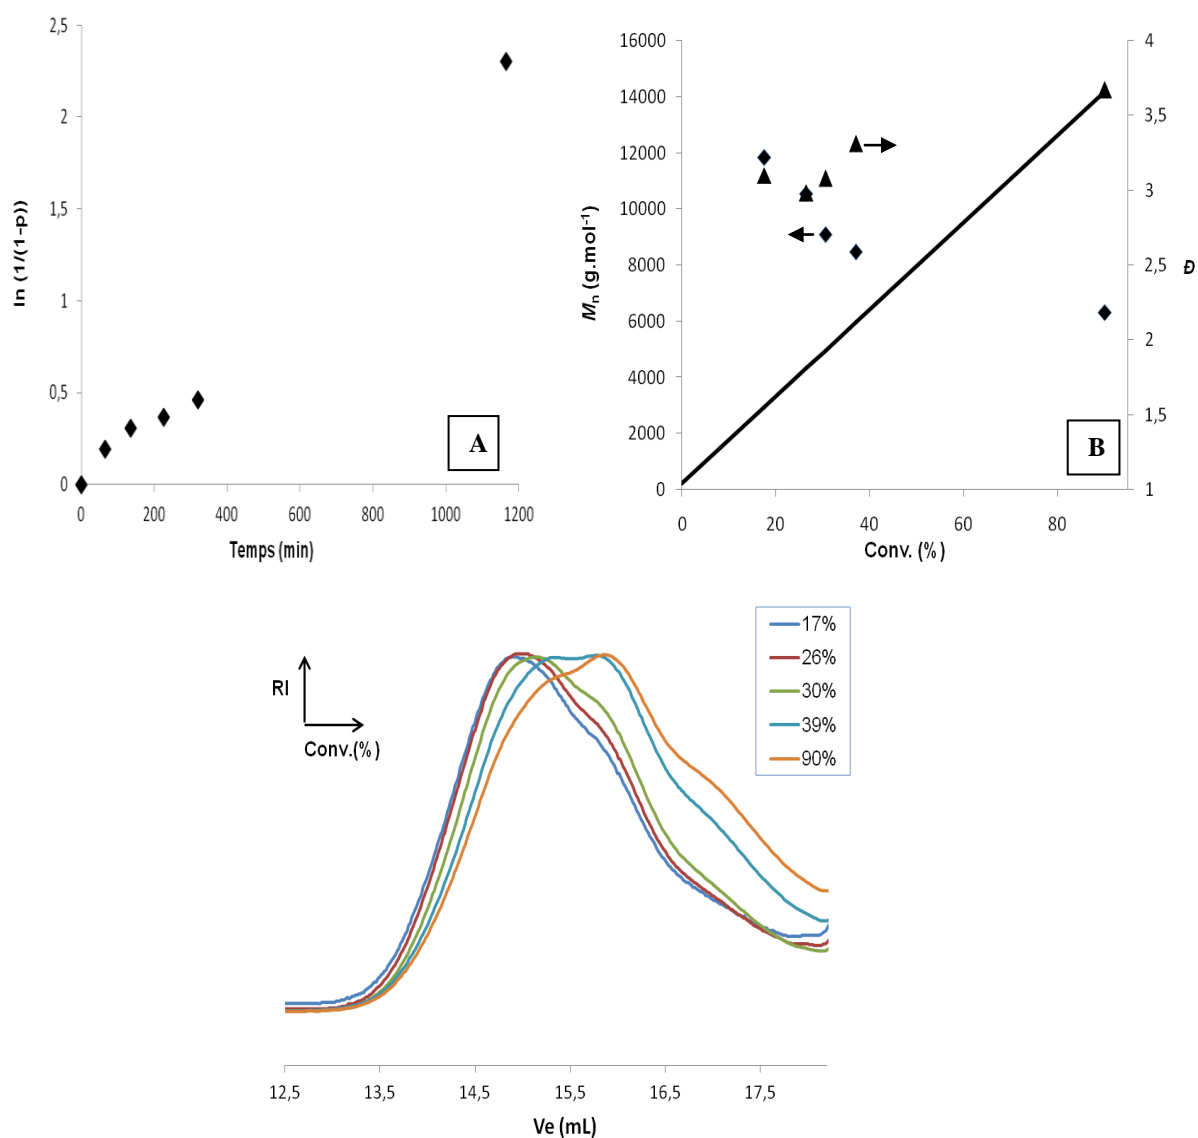 2,5
2
1,5
1
0,5
0
0 200 400 600 800 1000 1200
ln (1/(1-p))
Temps (min)
A
16000
14000
12000
10000
8000
6000
4000
2000
0
4
3,5
3
2,5
2
1,5
1
0 20 40 60 80
Mn (g.mol-1)
Đ
Conv. (%)
B
RI
Conv.(%)
17%
26%
30%
39%
90%
12,5 13,5 14,5 15,5 16,5 17,5
Ve (mL)